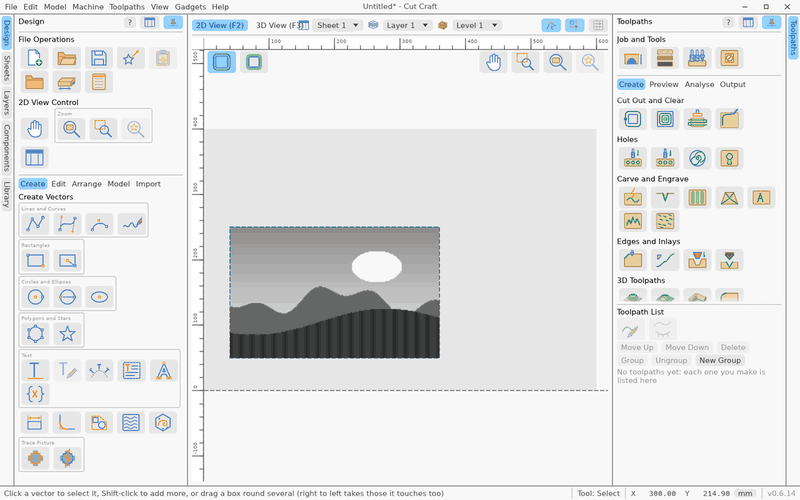 File Edit Model Machine Toolpaths View Gadgets Help
Untitled* - Cut Craft
Design
Sheets
Layers
Components
Library
Design
?
File Operations
2D View Control
Zoom
Create Edit Arrange Model Import
Create Vectors
Lines and Curves
Rectangles
Circles and Ellipses
Polygons and Stars
Text
Trace Picture
2D View (F2) 3D View (F3) Sheet 1 Layer 1 Level 1
100 200 300 400 500 600
500
400
300
200
100
0
-100
Toolpaths
?
Job and Tools
Create Preview Analyse Output
Cut Out and Clear
Holes
Carve and Engrave
Edges and Inlays
3D Toolpaths
Toolpath List
Move Up Move Down Delete
Group Ungroup New Group
No toolpaths yet: each one you make is
listed here
Toolpaths
Click a vector to select it, Shift-click to add more, or drag a box round several (right to left takes those it touches too)
Tool: Select X 300.00 Y 214.90 mm v0.6.14